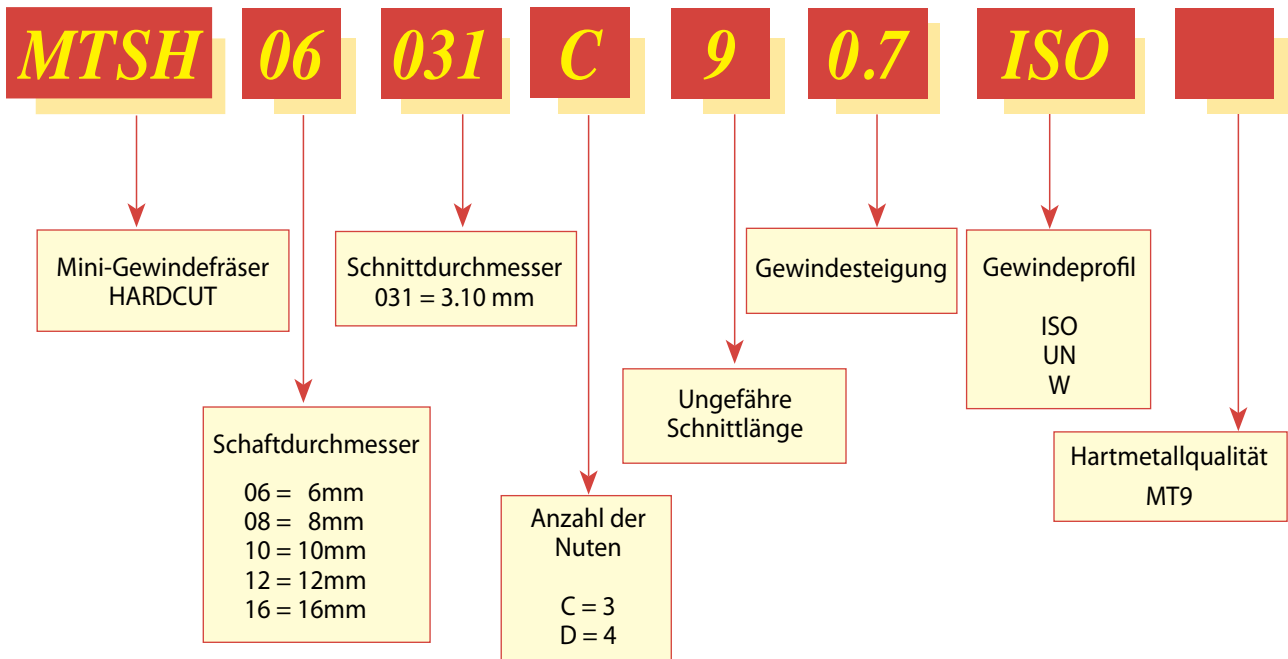 MTSH 06 031 C 9 0.7 ISO
Mini-Gewindefräser
HARDCUT
Schaftdurchmesser
06 = 6mm
08 = 8mm
10 = 10mm
12 = 12mm
16 = 16mm
Schnittdurchmesser
031 = 3.10 mm
Anzahl der
Nuten
C = 3
D = 4
Ungefähre
Schnittlänge
Gewindesteigung
Gewindeprofil
ISO
UN
W
Hartmetallqualität
MT9